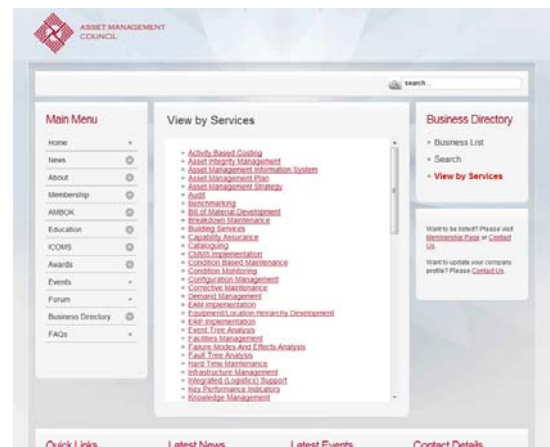 ASSET MANAGEMENT
COUNCIL
search...
Main Menu
Home
News
About
Membership
AMBOK
Education
ICOMS
Awards
Events
Forum
Business Directory
FAQs
View by Services
Activity Based Costing
Asset Integrity Management
Asset Management Information System
Asset Management Plan
Asset Management Strategy
Audit
Benchmarking
Bill of Material Development
Breakdown Maintenance
Building Services
Capability Assurance
Cataloguing
CMMS Implementation
Condition Based Maintenance
Condition Monitoring
Configuration Management
Corrective Maintenance
Demand Management
EAM Implementation
Equipment/Location Hierarchy Development
ERP Implementation
Event Tree Analysis
Facilities Management
Failure Modes And Effects Analysis
Fault Tree Analysis
Hard Time Maintenance
Infrastructure Management
Integrated (Logistics) Support
Key Performance Indicators
Knowledge Management
Business Directory
Business List
Search
View by Services
Want to be listed? Please visit
Membership Page or Contact
Us.
Want to update your company
profile? Please Contact Us.
Quick Links
Latest News
Latest Events
Contact Details